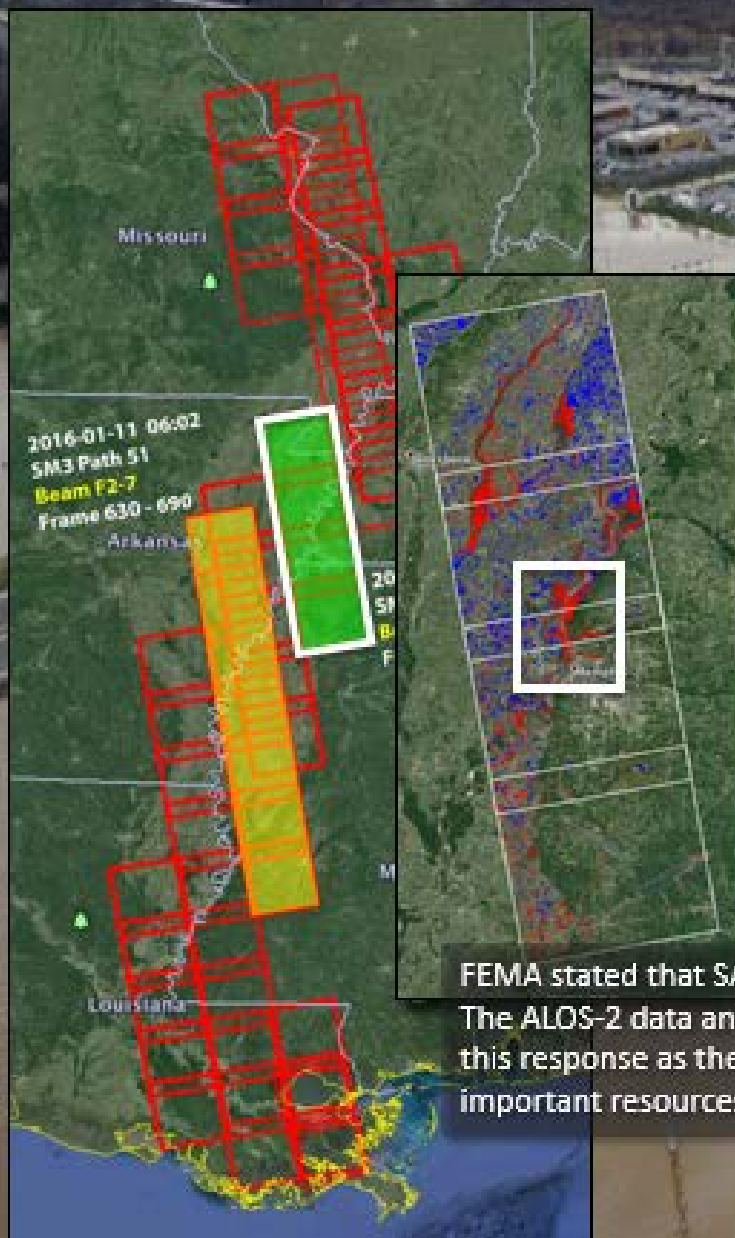 Missouri
2016-01-11 06:02
SM3 Path 51
Beam F2-7
Frame 630 - 690
Arkansa
20
SM
B
F
M
Louisiana
FEMA stated that SA
The ALOS-2 data an
this response as the
important resources